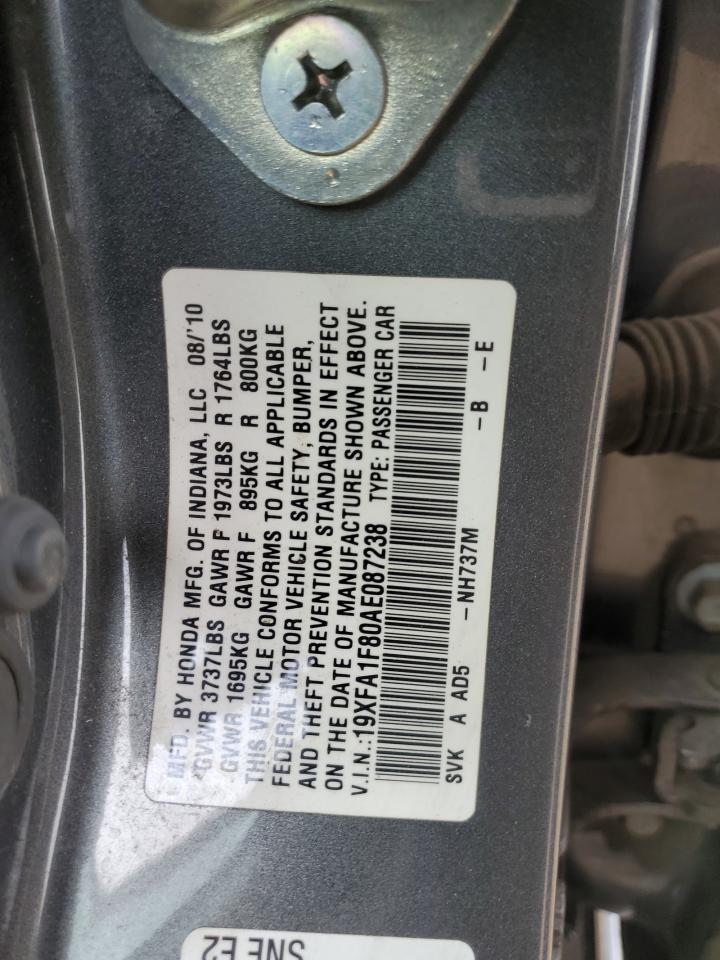 MFD. BY HONDA MFG. OF INDIANA, LLC 08/'10
GVWR 3737LBS GAWR F 1973LBS R 1764LBS
GVWR 1695KG GAWR F 895KG R 800KG
THIS VEHICLE CONFORMS TO ALL APPLICABLE
FEDERAL MOTOR VEHICLE SAFETY, BUMPER,
AND THEFT PREVENTION STANDARDS IN EFFECT
ON THE DATE OF MANUFACTURE SHOWN ABOVE.
V.I.N.:19XFA1F80AE087238 TYPE: PASSENGER CAR
SVK A AD5 -NH737M -B -E
SNE E2